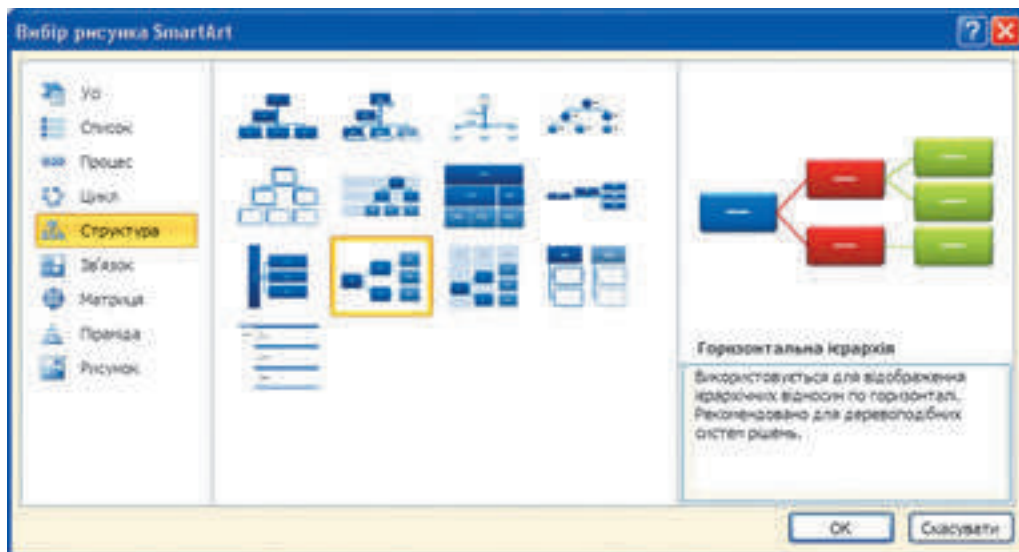 Вибір рисунка SmartArt
Усі
Список
Процес
Цикл
Структура
Зв'язок
Матриця
Піраміда
Рисунок
Горизонтальна ієрархія
Використовується для відображення
ієрархічних відносин по горизонталі.
Рекомендовано для деревоподібних
систем рішень.
ОК
Скасувати